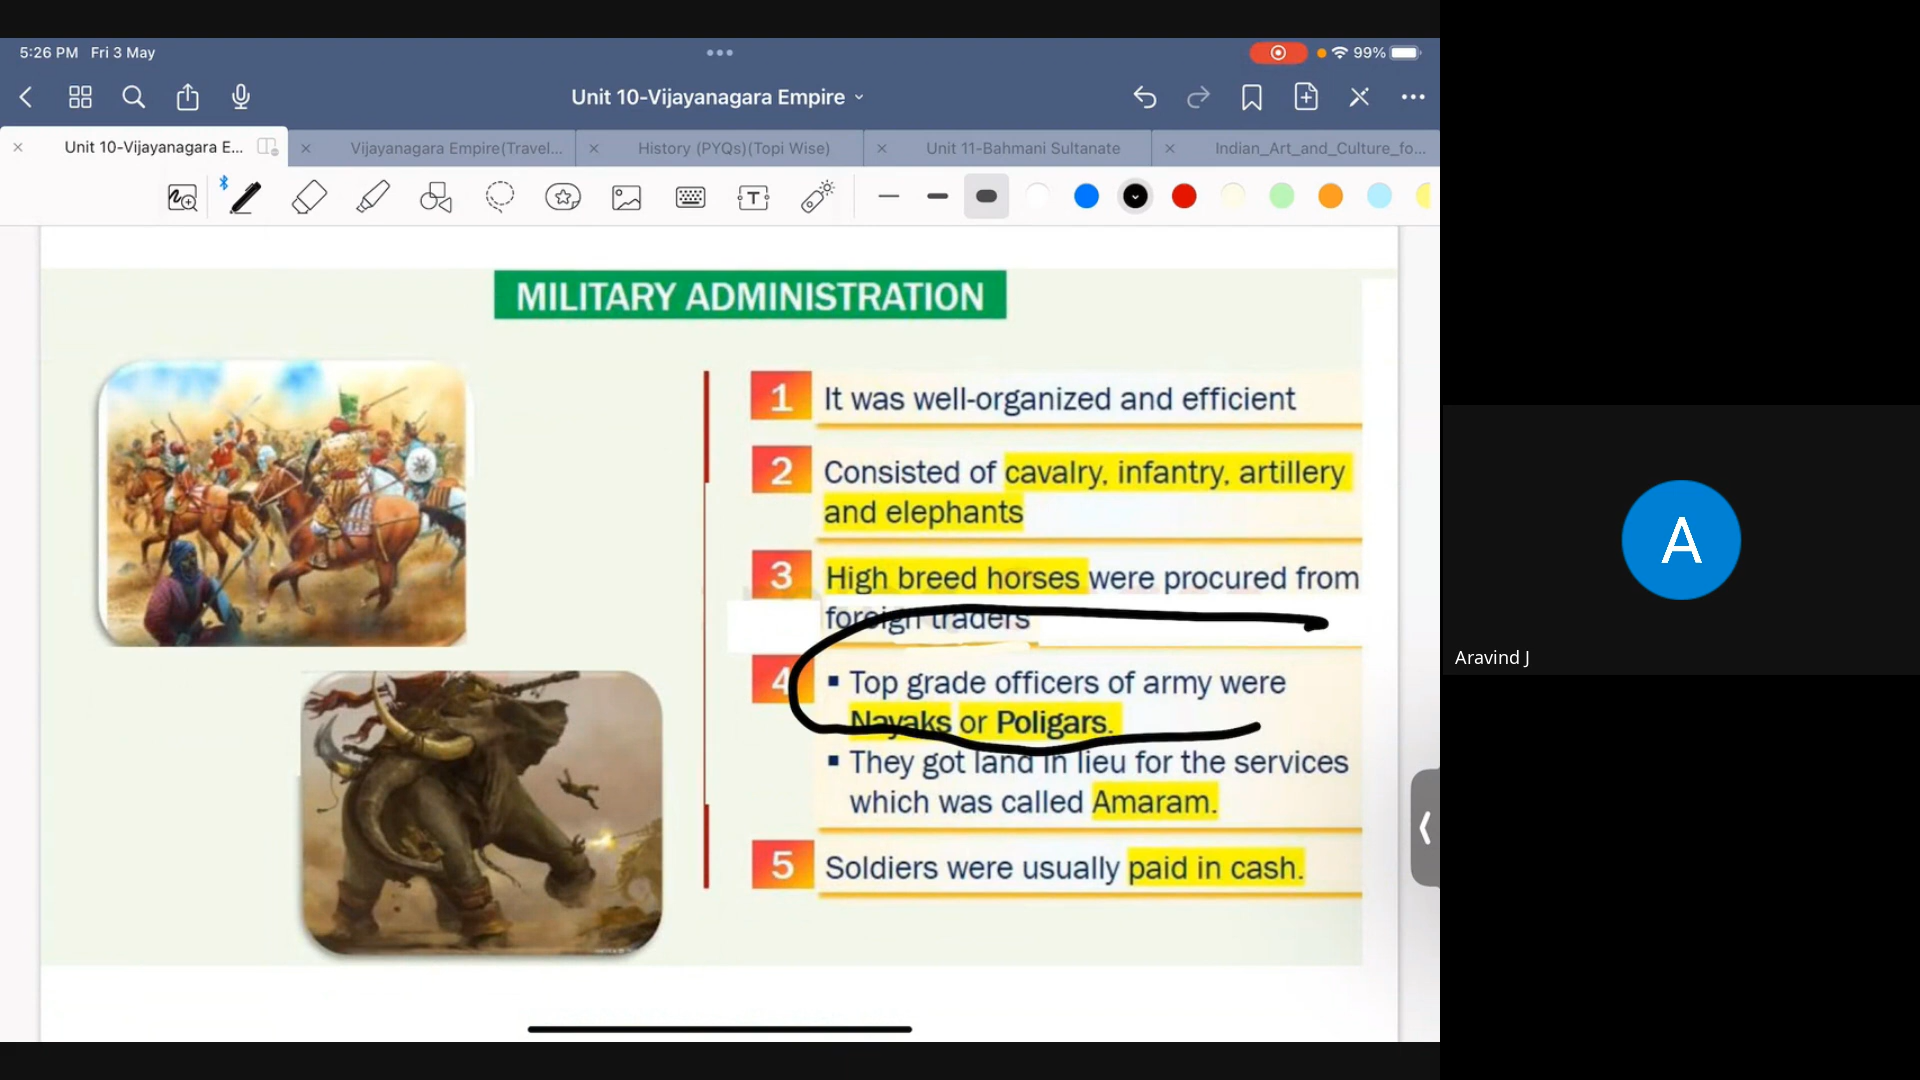 5:26 PM Fri 3 May
99%
Unit 10-Vijayanagara Empire
Unit 10-Vijayanagara E...
Vijayanagara Empire(Travel...
History (PYQs)(Topi Wise)
Unit 11-Bahmani Sultanate
Indian_Art_and_Culture_fo...
MILITARY ADMINISTRATION
1 It was well-organized and efficient
2 Consisted of cavalry, infantry, artillery
and elephants
3 High breed horses were procured from
foreign traders
4 ▪ Top grade officers of army were
Nayaks or Poligars.
▪ They got land in lieu for the services
which was called Amaram.
5 Soldiers were usually paid in cash.
A
Aravind J